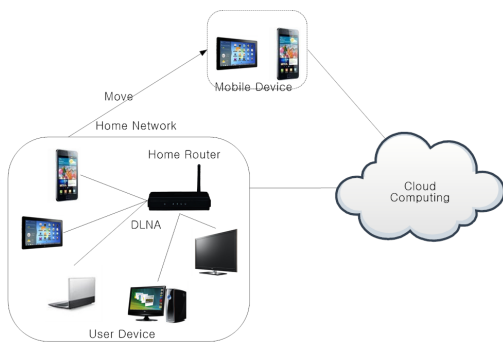 Mobile Device
Move
Home Network
Home Router
DLNA
User Device
Cloud
Computing